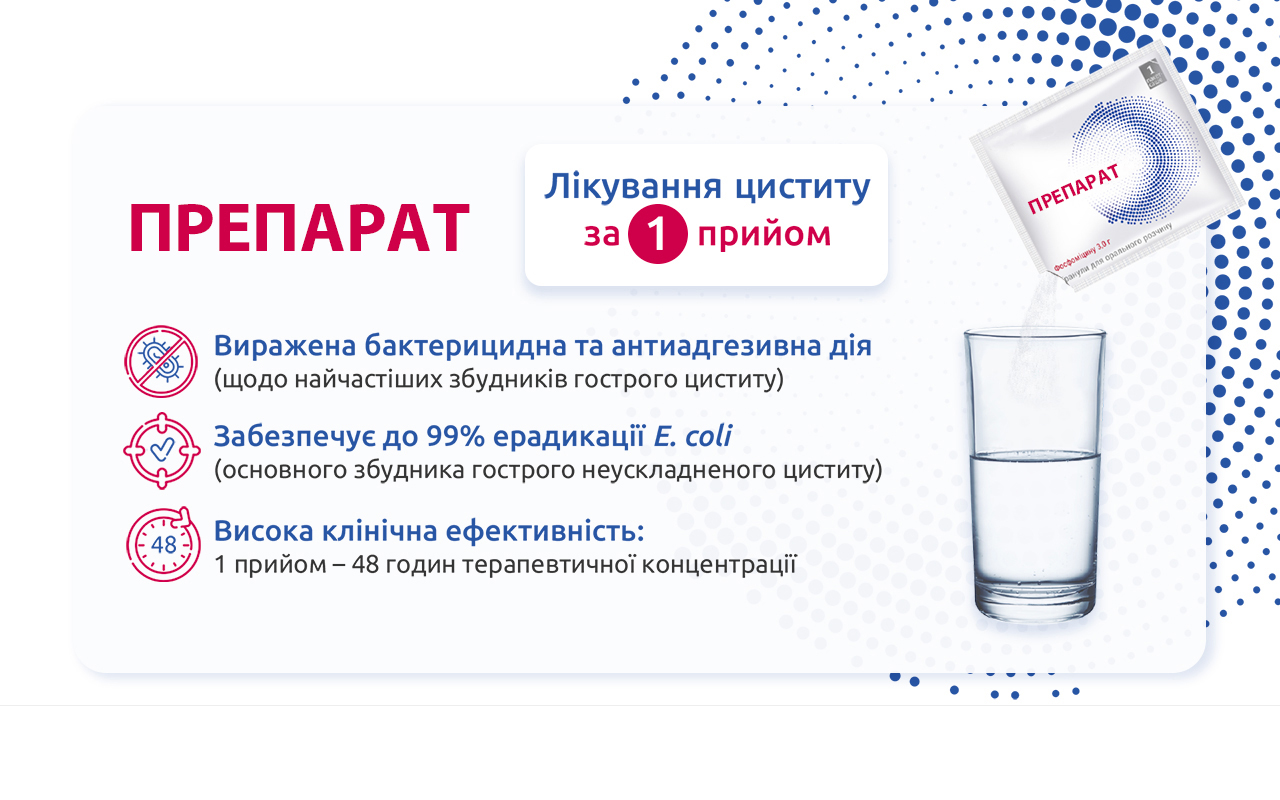 ПРЕПАРАТ
Лікування циститу
за 1 прийом
Виражена бактерицидна та антиадгезивна дія
(щодо найчастіших збудників гострого циститу)
Забезпечує до 99% ерадикації E. coli
(основного збудника гострого неускладненого циститу)
48
Висока клінічна ефективність:
1 прийом – 48 годин терапевтичної концентрації
1
ПРЕПАРАТ
Фосфоміцину 3,0 г
ранули для орального розчину